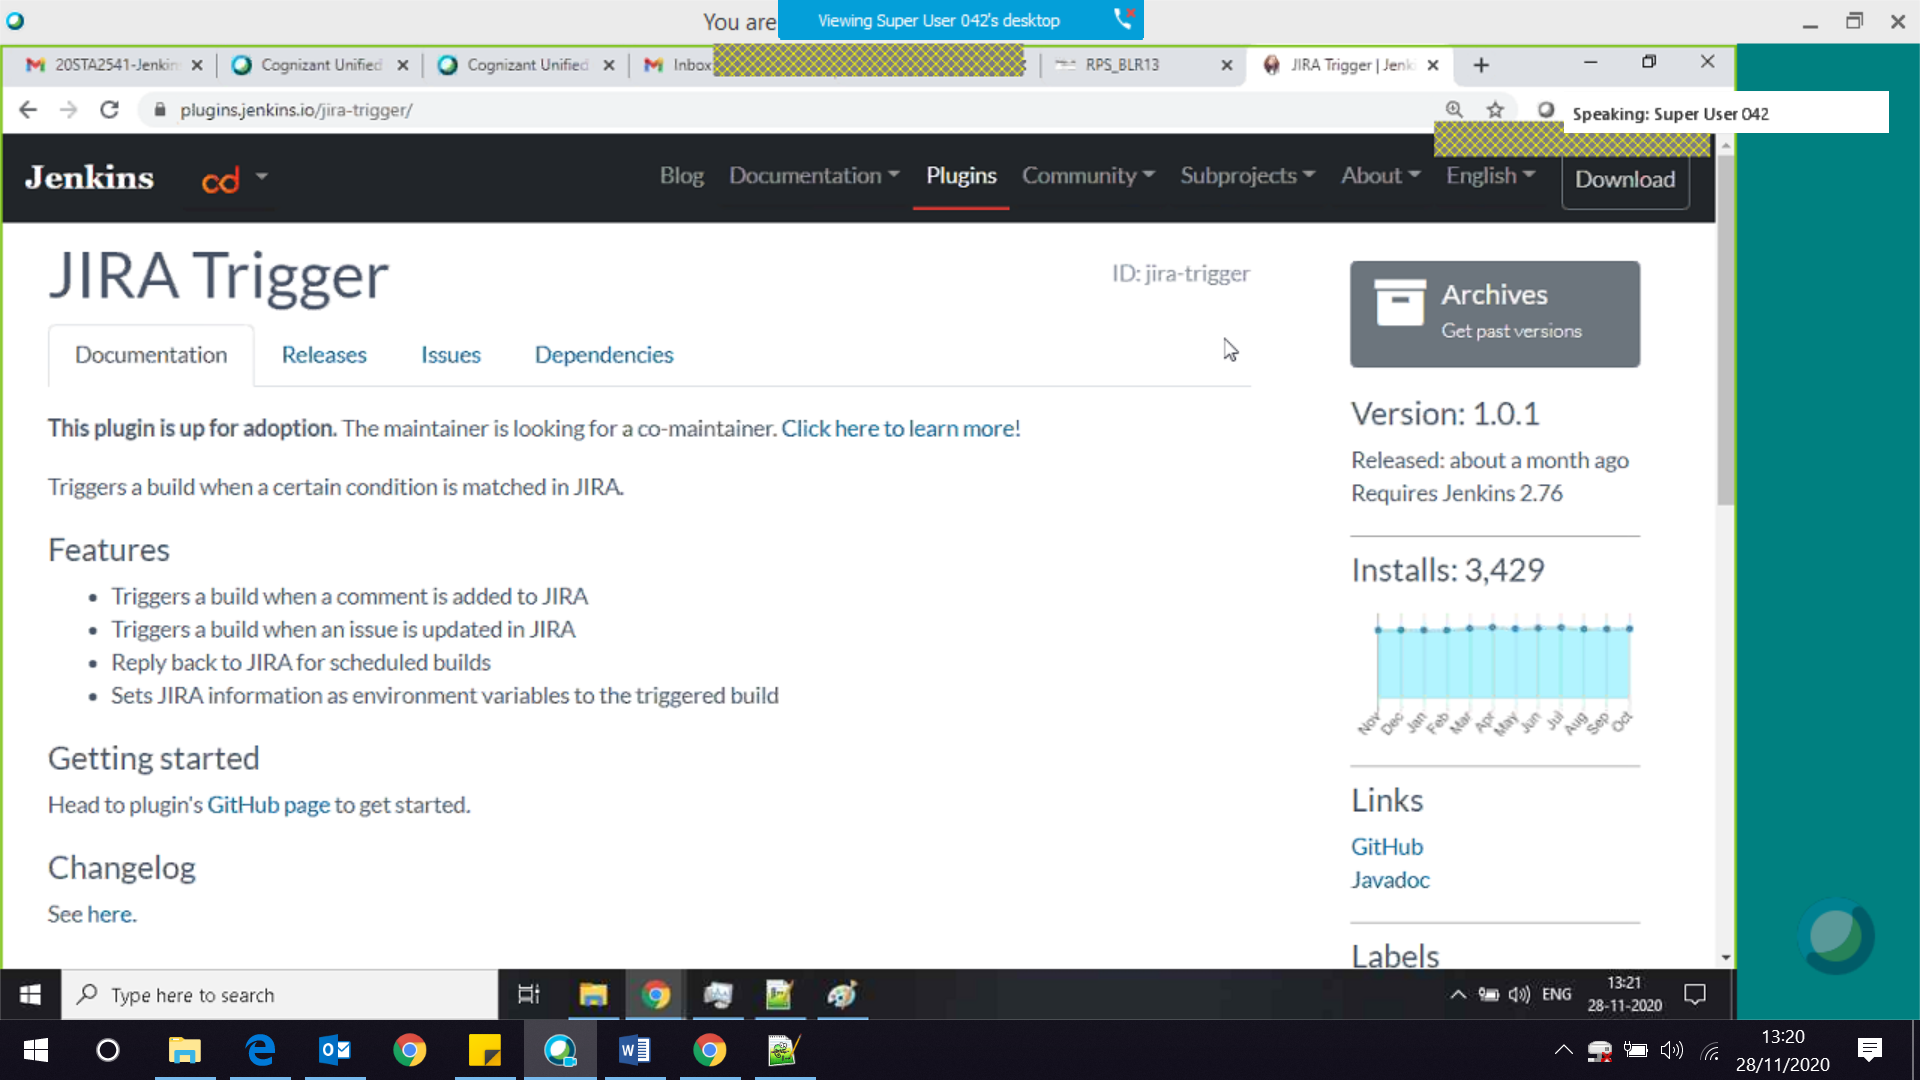 You are
Viewing Super User 042's desktop
20STA2541-Jenkin
Cognizant Unified
Cognizant Unified
Inbox
RPS_BLR13
JIRA Trigger | Jenk
plugins.jenkins.io/jira-trigger/
Speaking: Super User 042
Jenkins
cd
Blog
Documentation
Plugins
Community
Subprojects
About
English
Download
JIRA Trigger
ID: jira-trigger
Archives
Get past versions
Documentation
Releases
Issues
Dependencies
This plugin is up for adoption. The maintainer is looking for a co-maintainer. Click here to learn more!
Triggers a build when a certain condition is matched in JIRA.
Features
Triggers a build when a comment is added to JIRA
Triggers a build when an issue is updated in JIRA
Reply back to JIRA for scheduled builds
Sets JIRA information as environment variables to the triggered build
Getting started
Head to plugin's GitHub page to get started.
Changelog
See here.
Version: 1.0.1
Released: about a month ago
Requires Jenkins 2.76
Installs: 3,429
Nov Dec Jan Feb Mar Apr May Jun Jul Aug Sep Oct
Links
GitHub
Javadoc
Labels
Type here to search
ENG
13:21
28-11-2020
13:20
28/11/2020